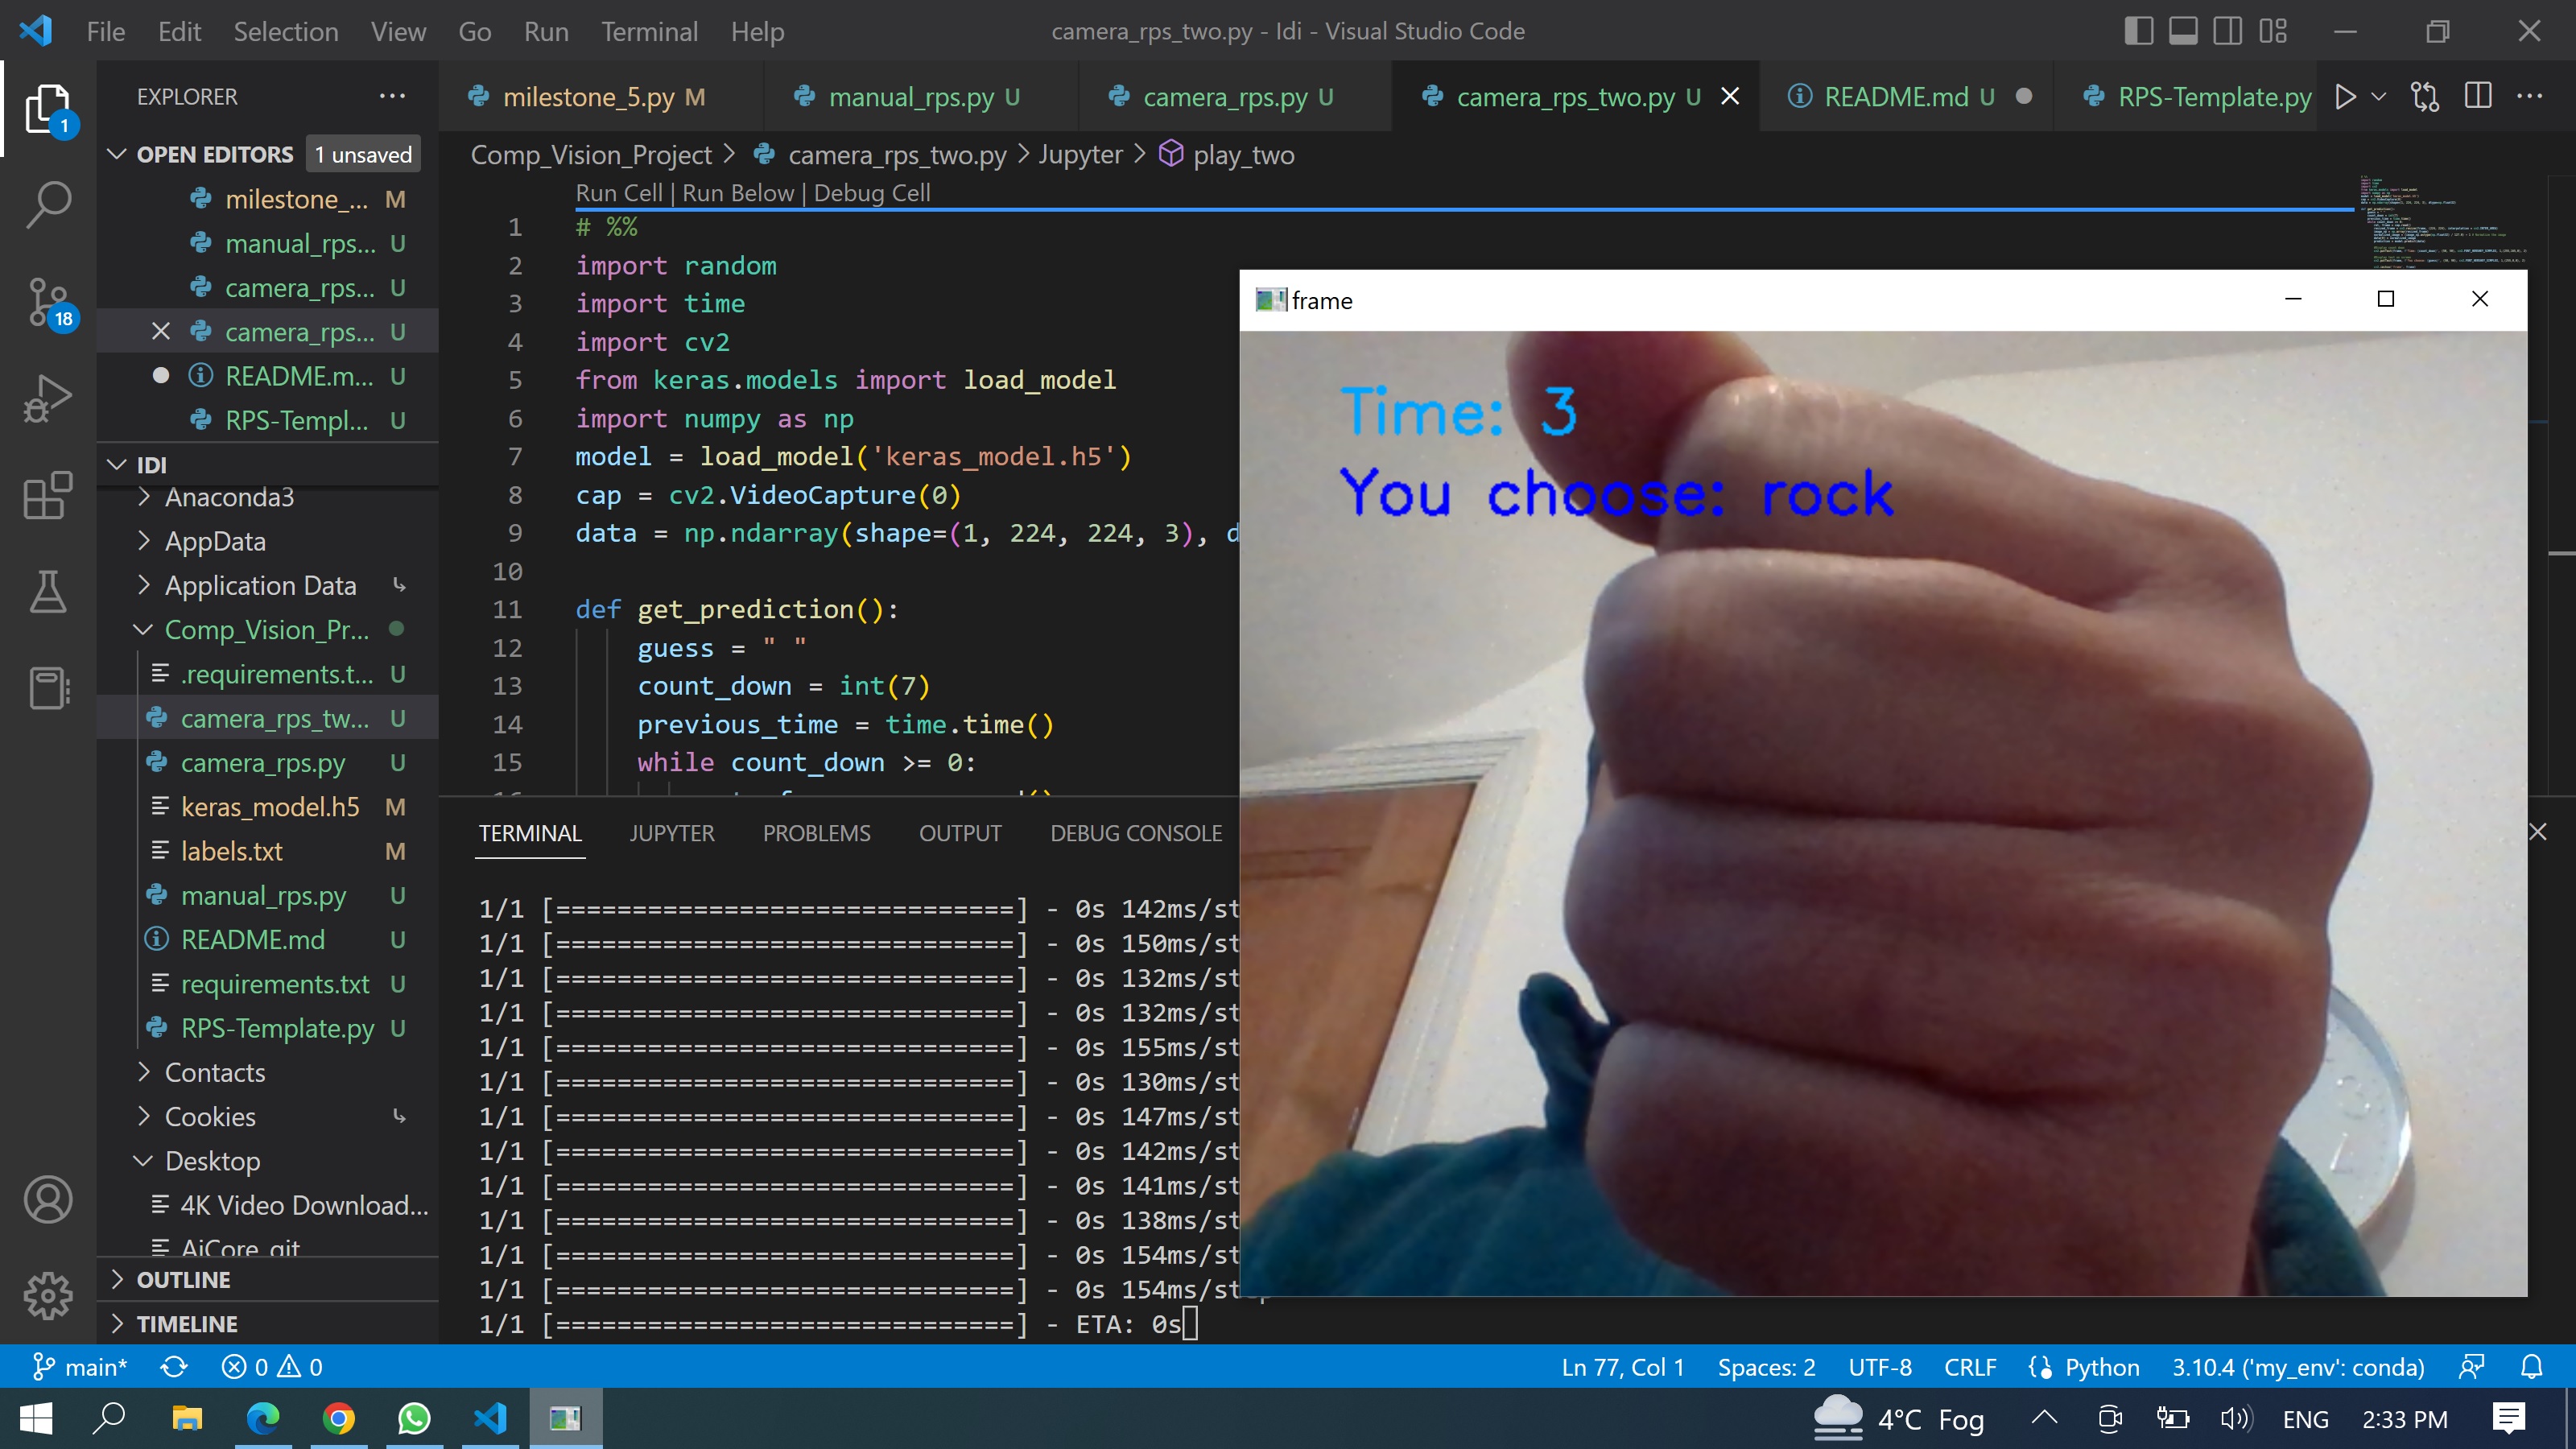 File Edit Selection View Go Run Terminal Help
camera_rps_two.py - Idi - Visual Studio Code
EXPLORER
OPEN EDITORS 1 unsaved
milestone_... M
manual_rps... U
camera_rps... U
camera_rps... U
README.m... U
RPS-Templ... U
IDI
Anaconda3
AppData
Application Data
Comp_Vision_Pr...
.requirements.t... U
camera_rps_tw... U
camera_rps.py U
keras_model.h5 M
labels.txt M
manual_rps.py U
README.md U
requirements.txt U
RPS-Template.py U
Contacts
Cookies
Desktop
4K Video Download...
AiCore_git
OUTLINE
TIMELINE
1
18
milestone_5.py M
manual_rps.py U
camera_rps.py U
camera_rps_two.py U
README.md U
RPS-Template.py
Comp_Vision_Project > camera_rps_two.py > Jupyter > play_two
Run Cell | Run Below | Debug Cell
1 # %%
2 import random
3 import time
4 import cv2
5 from keras.models import load_model
6 import numpy as np
7 model = load_model('keras_model.h5')
8 cap = cv2.VideoCapture(0)
9 data = np.ndarray(shape=(1, 224, 224, 3), d
10
11 def get_prediction():
12 guess = " "
13 count_down = int(7)
14 previous_time = time.time()
15 while count_down >= 0:
frame
Time: 3
You choose: rock
TERMINAL JUPYTER PROBLEMS OUTPUT DEBUG CONSOLE
1/1 [==============================] - 0s 142ms/st
1/1 [==============================] - 0s 150ms/st
1/1 [==============================] - 0s 132ms/st
1/1 [==============================] - 0s 132ms/st
1/1 [==============================] - 0s 155ms/st
1/1 [==============================] - 0s 130ms/st
1/1 [==============================] - 0s 147ms/st
1/1 [==============================] - 0s 142ms/st
1/1 [==============================] - 0s 141ms/st
1/1 [==============================] - 0s 138ms/st
1/1 [==============================] - 0s 154ms/st
1/1 [==============================] - 0s 154ms/step
1/1 [==============================] - ETA: 0s
main* 0 0
Ln 77, Col 1 Spaces: 2 UTF-8 CRLF Python 3.10.4 ('my_env': conda)
4°C Fog ENG 2:33 PM